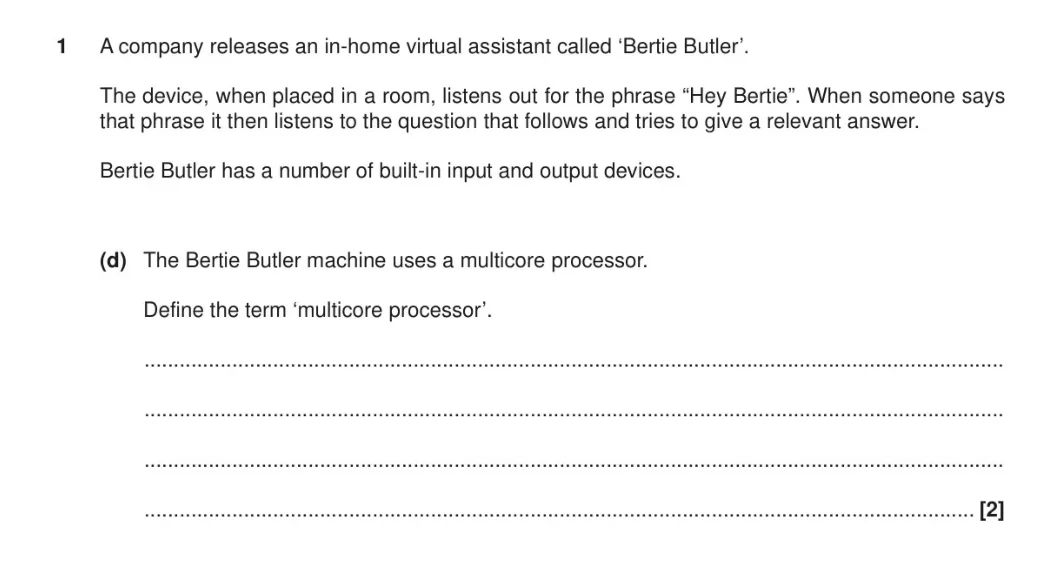 1 A company releases an in-home virtual assistant called ‘Bertie Butler’.
The device, when placed in a room, listens out for the phrase “Hey Bertie”. When someone says
that phrase it then listens to the question that follows and tries to give a relevant answer.
Bertie Butler has a number of built-in input and output devices.
(d) The Bertie Butler machine uses a multicore processor.
Define the term ‘multicore processor’.
[2]